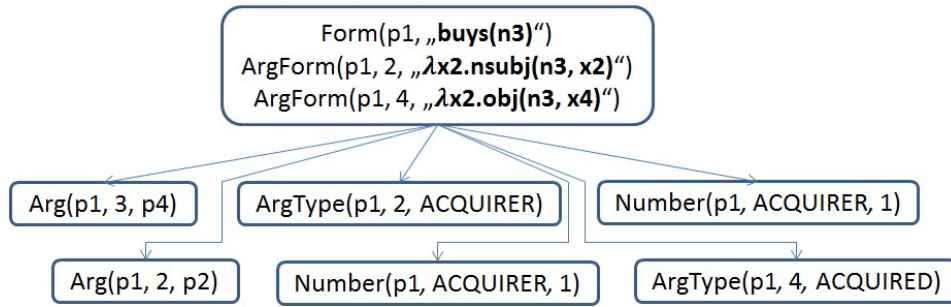 Form(p1, „buys(n3)“)
ArgForm(p1, 2, „λx2.nsubj(n3, x2)“)
ArgForm(p1, 4, „λx2.obj(n3, x4)“)
Arg(p1, 3, p4)
ArgType(p1, 2, ACQUIRER)
Number(p1, ACQUIRER, 1)
Arg(p1, 2, p2)
Number(p1, ACQUIRER, 1)
ArgType(p1, 4, ACQUIRED)